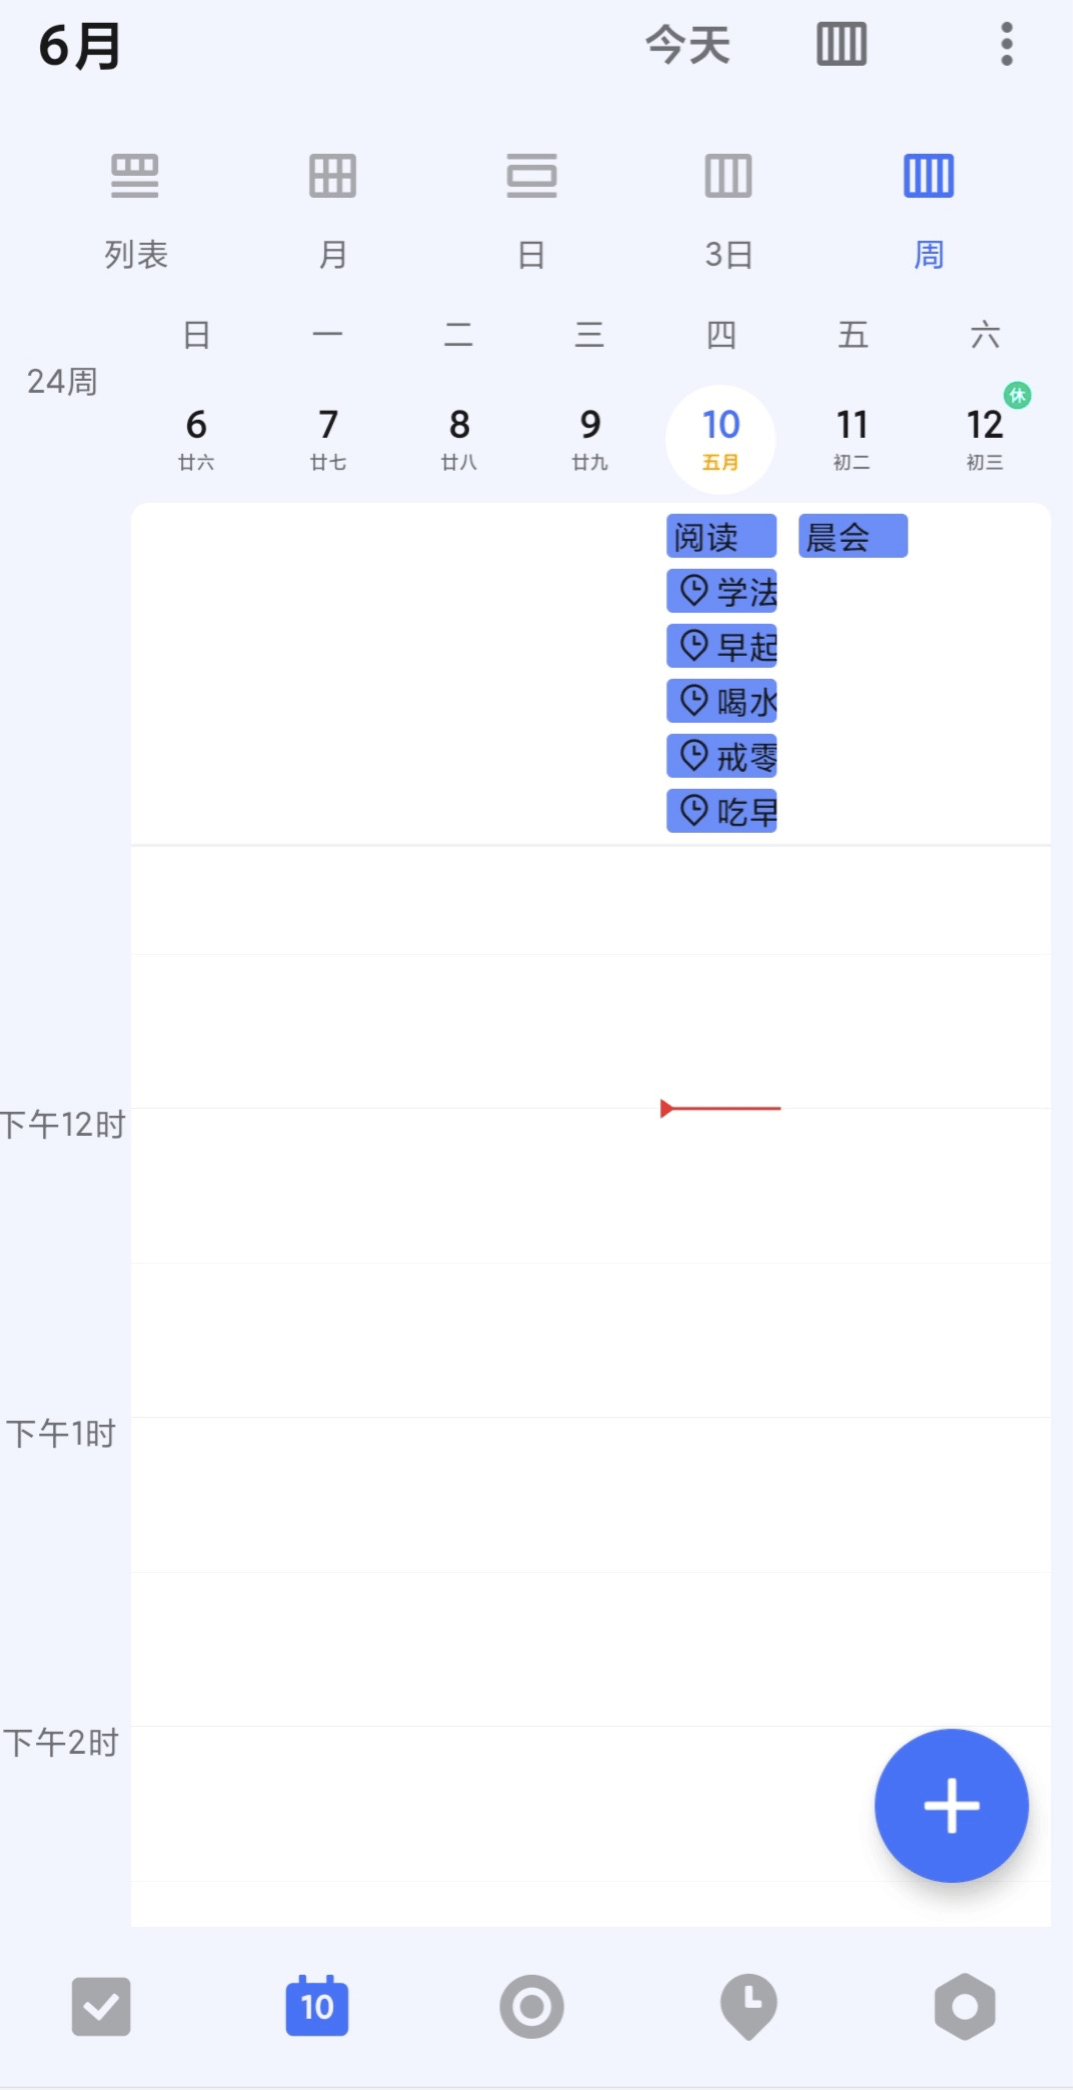 6月 今天
列表 月 日 3日 周
日 一 二 三 四 五 六
24周
休
6 7 8 9 10 11 12
廿六 廿七 廿八 廿九 五月 初二 初三
阅读 晨会
学法
早起
喝水
戒零
吃早
下午12时
下午1时
下午2时
10